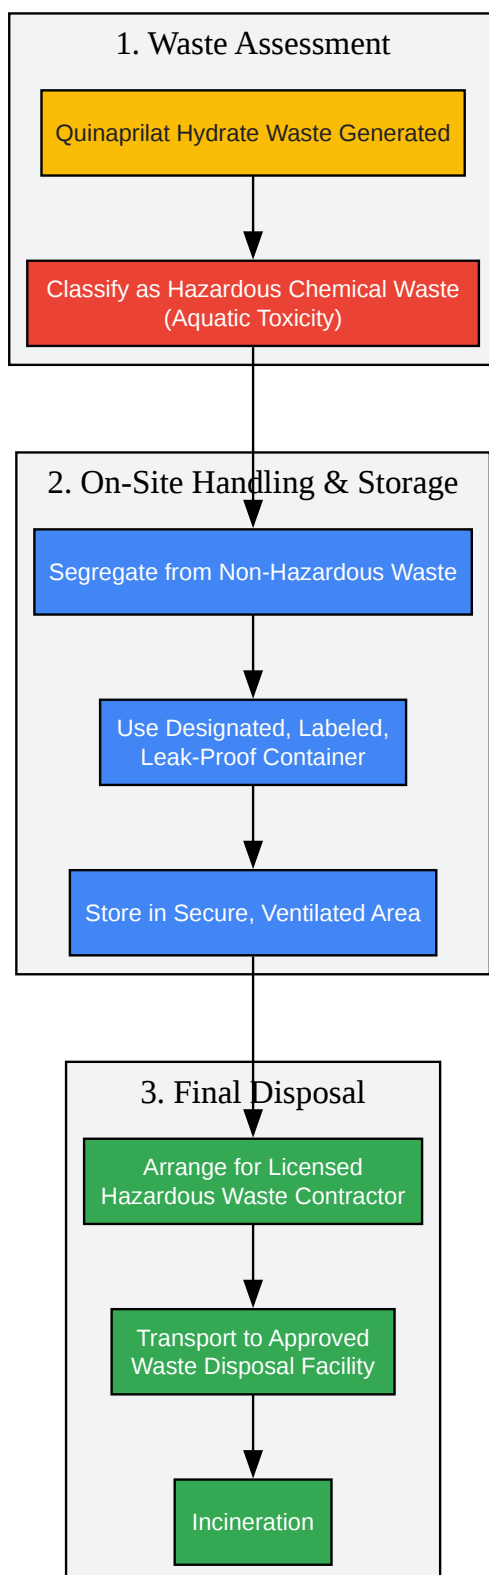 1. Waste Assessment
Quinaprilat Hydrate Waste Generated
Classify as Hazardous Chemical Waste
(Aquatic Toxicity)
2. On-Site Handling & Storage
Segregate from Non-Hazardous Waste
Use Designated, Labeled,
Leak-Proof Container
Store in Secure, Ventilated Area
3. Final Disposal
Arrange for Licensed
Hazardous Waste Contractor
Transport to Approved
Waste Disposal Facility
Incineration